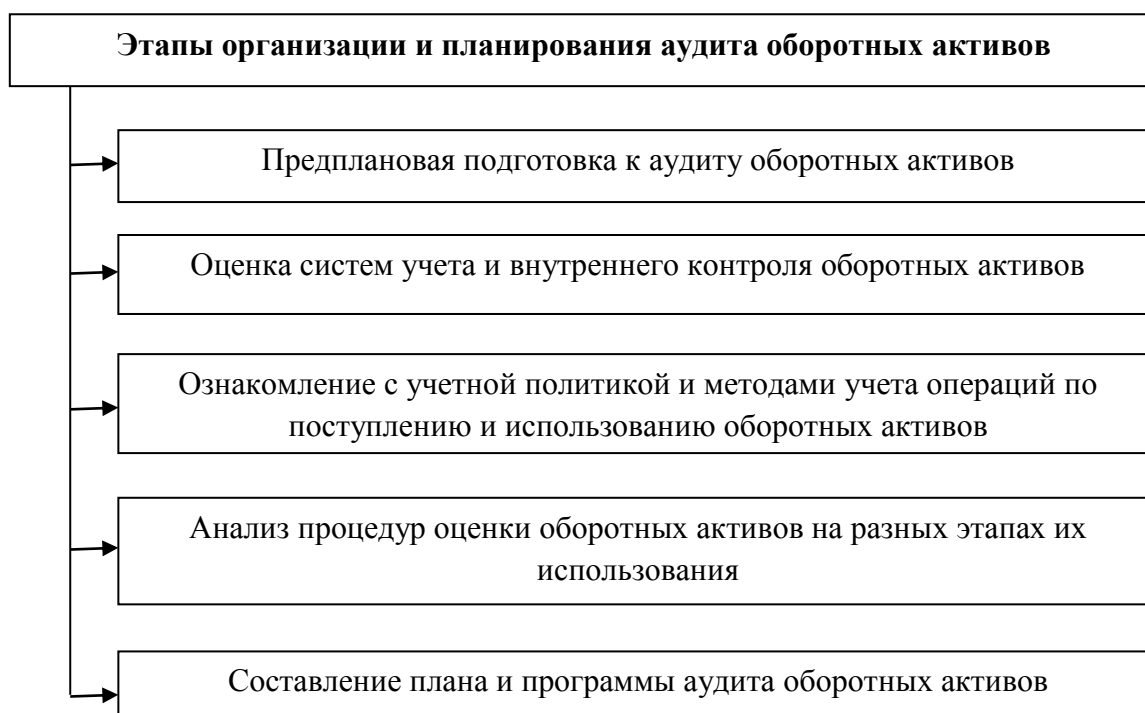 Этапы организации и планирования аудита оборотных активов
Предплановая подготовка к аудиту оборотных активов
Оценка систем учета и внутреннего контроля оборотных активов
Ознакомление с учетной политикой и методами учета операций по
поступлению и использованию оборотных активов
Анализ процедур оценки оборотных активов на разных этапах их
использования
Составление плана и программы аудита оборотных активов